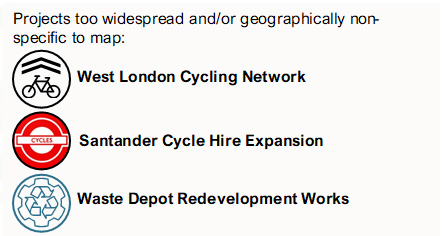 Projects too widespread and/or geographically non-
specific to map:
West London Cycling Network
CYCLES
Santander Cycle Hire Expansion
Waste Depot Redevelopment Works